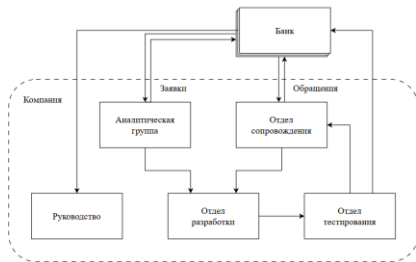 Банк
Заявки
Обращения
Компания
Аналитическая
группа
Отдел
сопровождения
Руководство
Отдел
разработки
Отдел
тестирования